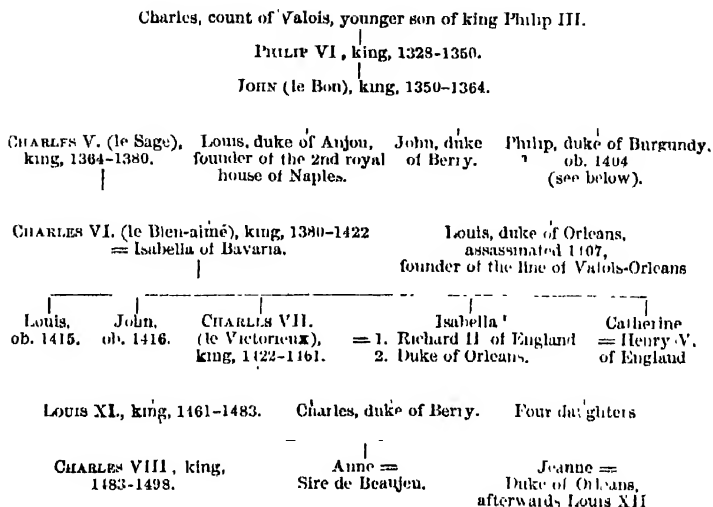 Charles, count of Valois, younger son of king Philip III.
PHILIP VI, king, 1328-1350.
JOHN (le Bon), king, 1350-1364.
CHARLES V. (le Sage), king, 1364-1380.
Louis, duke of Anjou, founder of the 2nd royal house of Naples.
John, duke of Berry.
Philip, duke of Burgundy, ob. 1404 (see below).
CHARLES VI. (le Bien-aimé), king, 1380-1422
= Isabella of Bavaria.
Louis, duke of Orleans,
assassinated 1407,
founder of the line of Valois-Orleans
Louis,
ob. 1415.
John,
ob. 1416.
CHARLES VII.
(le Victorieux),
king, 1422-1461.
Isabella
= 1. Richard II of England
2. Duke of Orleans.
Catherine
= Henry V.
of England
LOUIS XI., king, 1461-1483.
Charles, duke of Berry.
Four daughters
CHARLES VIII, king,
1483-1498.
Anne =
Sire de Beaujeu.
Jeanne =
Duke of Orleans,
afterwards Louis XII